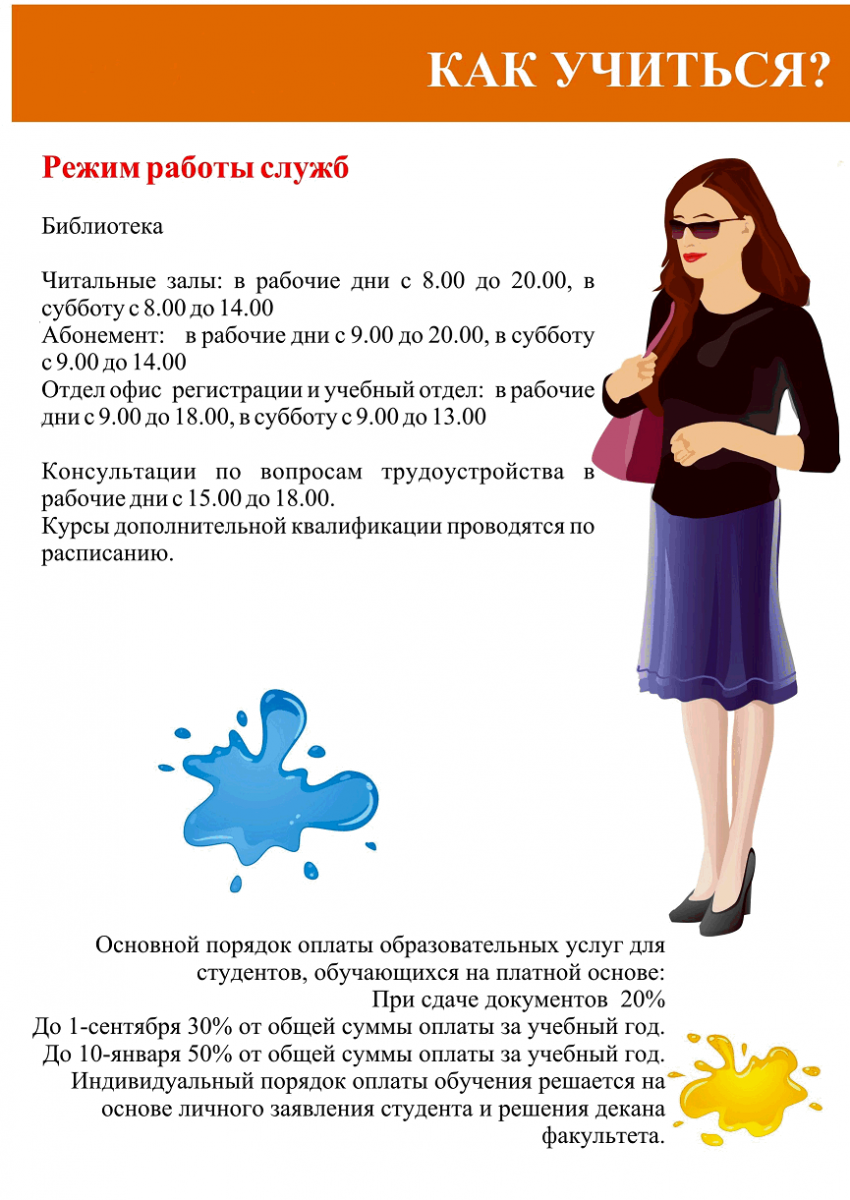 КАК УЧИТЬСЯ?
Режим работы служб
Библиотека
Читальные залы: в рабочие дни с 8.00 до 20.00, в
субботу с 8.00 до 14.00
Абонемент: в рабочие дни с 9.00 до 20.00, в субботу
с 9.00 до 14.00
Отдел офис регистрации и учебный отдел: в рабочие
дни с 9.00 до 18.00, в субботу с 9.00 до 13.00
Консультации по вопросам трудоустройства в
рабочие дни с 15.00 до 18.00.
Курсы дополнительной квалификации проводятся по
расписанию.
Основной порядок оплаты образовательных услуг для
студентов, обучающихся на платной основе:
При сдаче документов 20%
До 1-сентября 30% от общей суммы оплаты за учебный год.
До 10-января 50% от общей суммы оплаты за учебный год.
Индивидуальный порядок оплаты обучения решается на
основе личного заявления студента и решения декана
факультета.